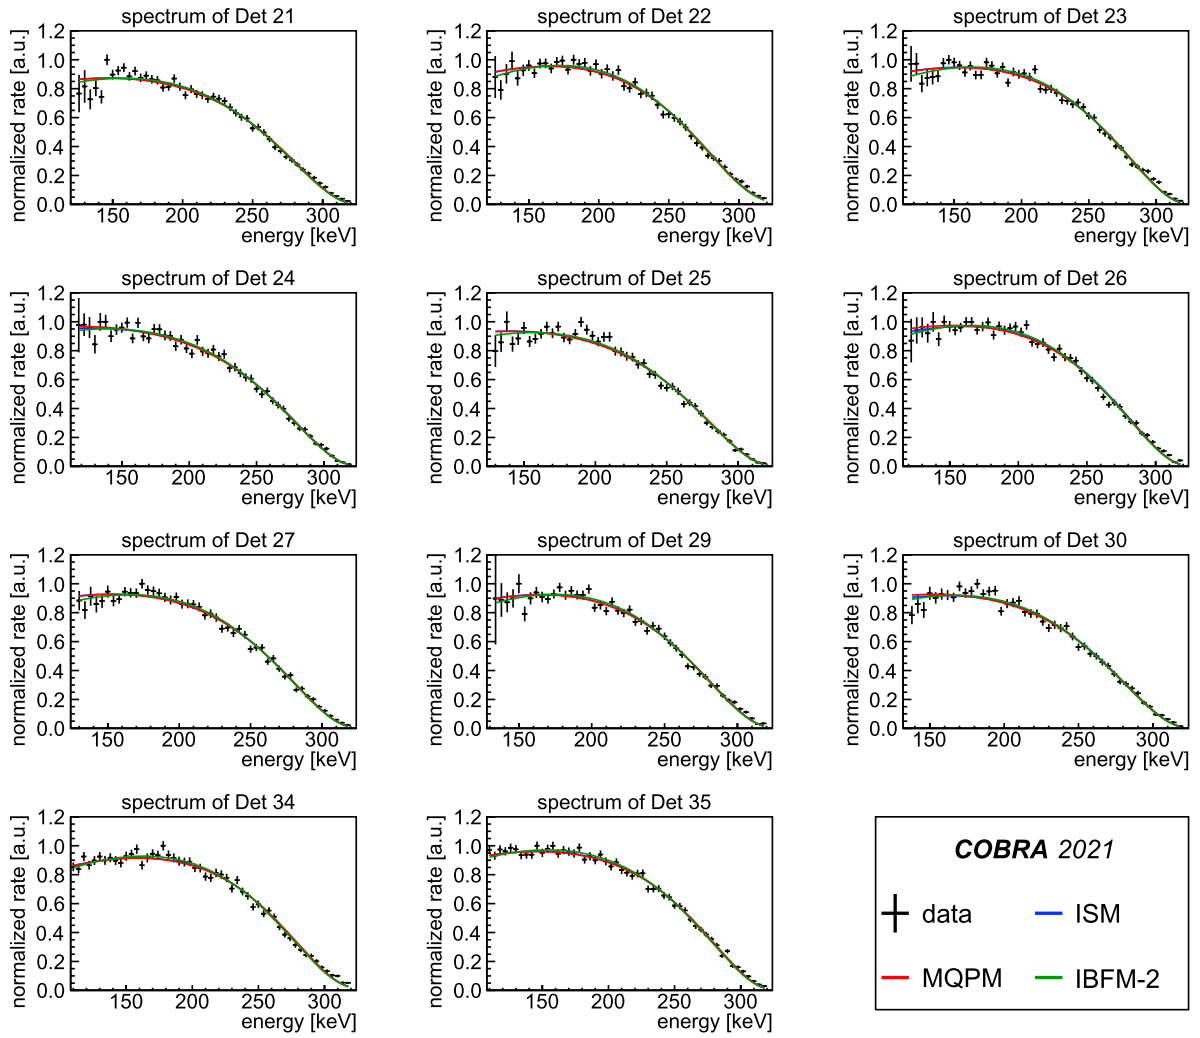 spectrum of Det 21
normalized rate [a.u.]
1.2
1.0
0.8
0.6
0.4
0.2
0.0
150 200 250 300
energy [keV]
spectrum of Det 22
normalized rate [a.u.]
1.2
1.0
0.8
0.6
0.4
0.2
0.0
150 200 250 300
energy [keV]
spectrum of Det 23
normalized rate [a.u.]
1.2
1.0
0.8
0.6
0.4
0.2
0.0
150 200 250 300
energy [keV]
spectrum of Det 24
normalized rate [a.u.]
1.2
1.0
0.8
0.6
0.4
0.2
0.0
150 200 250 300
energy [keV]
spectrum of Det 25
normalized rate [a.u.]
1.2
1.0
0.8
0.6
0.4
0.2
0.0
150 200 250 300
energy [keV]
spectrum of Det 26
normalized rate [a.u.]
1.2
1.0
0.8
0.6
0.4
0.2
0.0
150 200 250 300
energy [keV]
spectrum of Det 27
normalized rate [a.u.]
1.2
1.0
0.8
0.6
0.4
0.2
0.0
150 200 250 300
energy [keV]
spectrum of Det 29
normalized rate [a.u.]
1.2
1.0
0.8
0.6
0.4
0.2
0.0
150 200 250 300
energy [keV]
spectrum of Det 30
normalized rate [a.u.]
1.2
1.0
0.8
0.6
0.4
0.2
0.0
150 200 250 300
energy [keV]
spectrum of Det 34
normalized rate [a.u.]
1.2
1.0
0.8
0.6
0.4
0.2
0.0
150 200 250 300
energy [keV]
spectrum of Det 35
normalized rate [a.u.]
1.2
1.0
0.8
0.6
0.4
0.2
0.0
150 200 250 300
energy [keV]
COBRA 2021
data ISM
MQPM IBFM-2